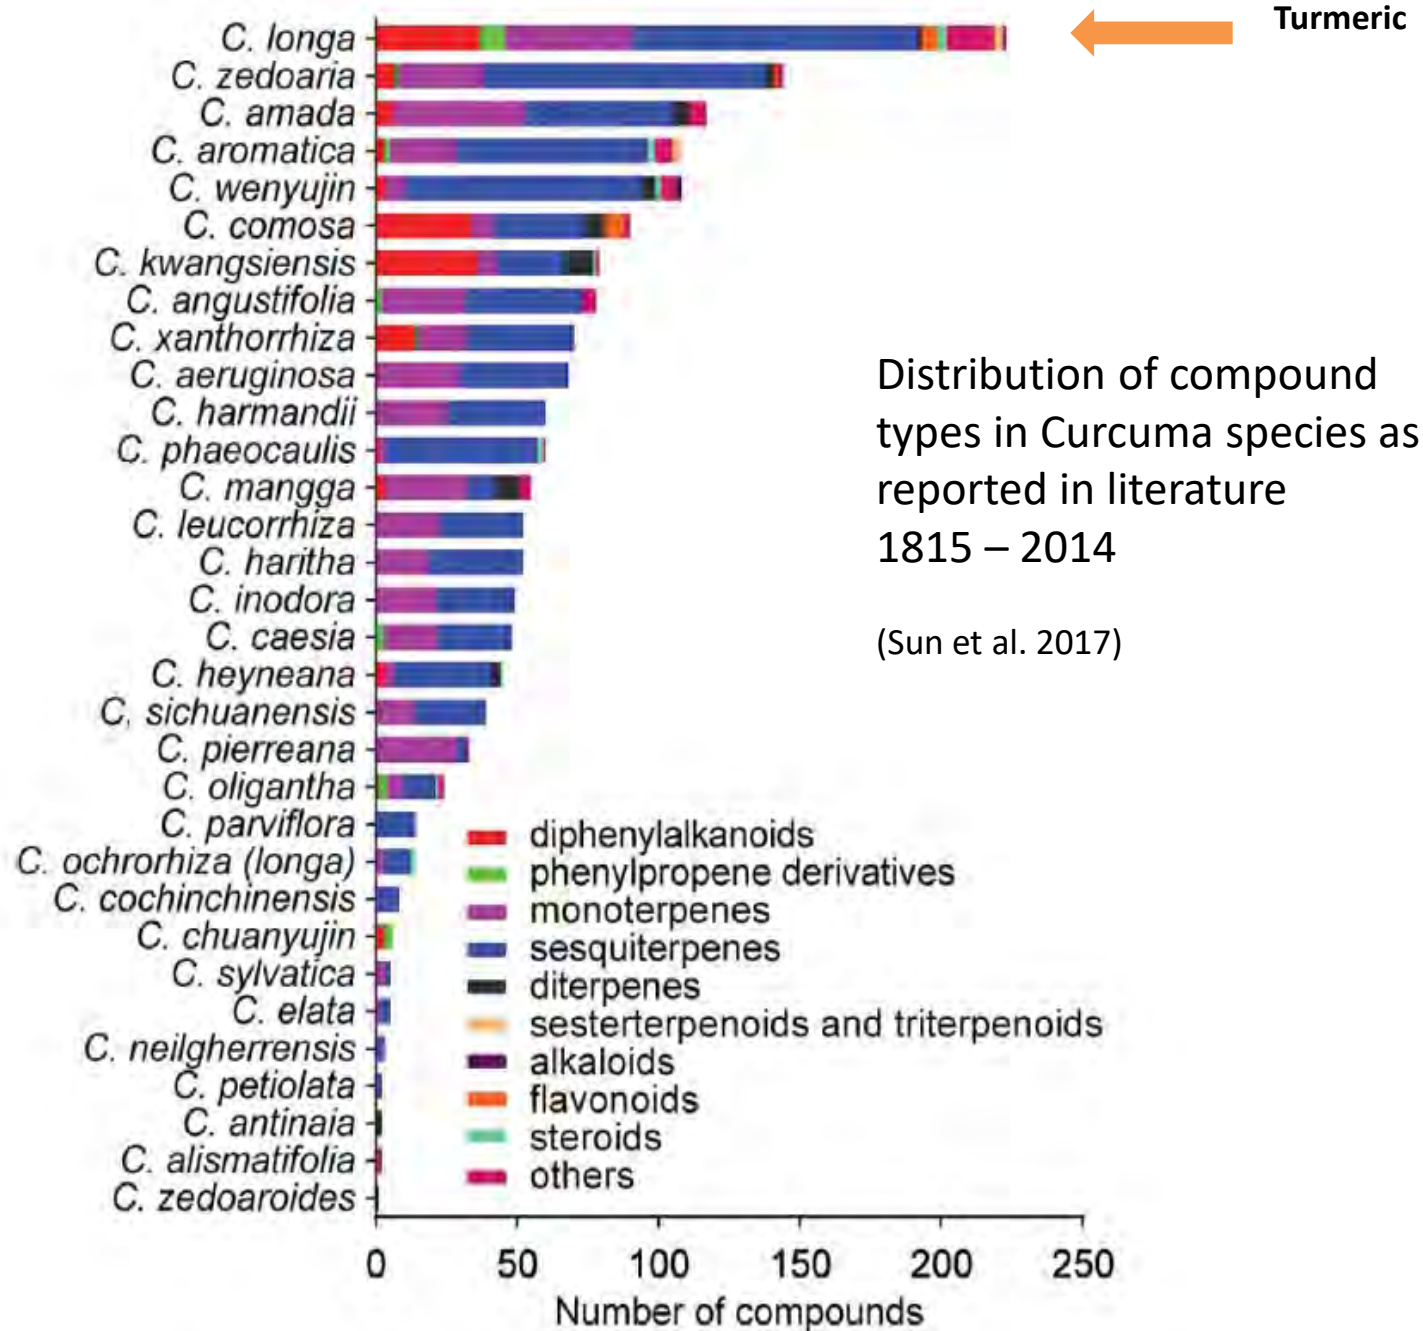 C. longa
Turmeric
C. zedoaria
C. amada
C. aromatica
C. wenyujin
C. comosa
C. kwangsiensis
C. angustifolia
C. xanthorrhiza
C. aeruginosa
C. harmandii
C. phaeocaulis
C. mangga
C. leucorrhiza
C. haritha
C. inodora
C. caesia
C. heyneana
C, sichuanensis
C. pierreana
C. oligantha
C. parviflora
C. ochrorhiza (longa)
C. cochinchinensis
C. chuanyujin
C. sylvatica
C. elata
C. neilgherrensis
C. petiolata
C. antinaia
C. alismatifolia
C. zedoaroides
Distribution of compound
types in Curcuma species as
reported in literature
1815 – 2014
(Sun et al. 2017)
diphenylalkanoids
phenylpropene derivatives
monoterpenes
sesquiterpenes
diterpenes
sesterterpenoids and triterpenoids
alkaloids
flavonoids
steroids
others
0 50 100 150 200 250
Number of compounds